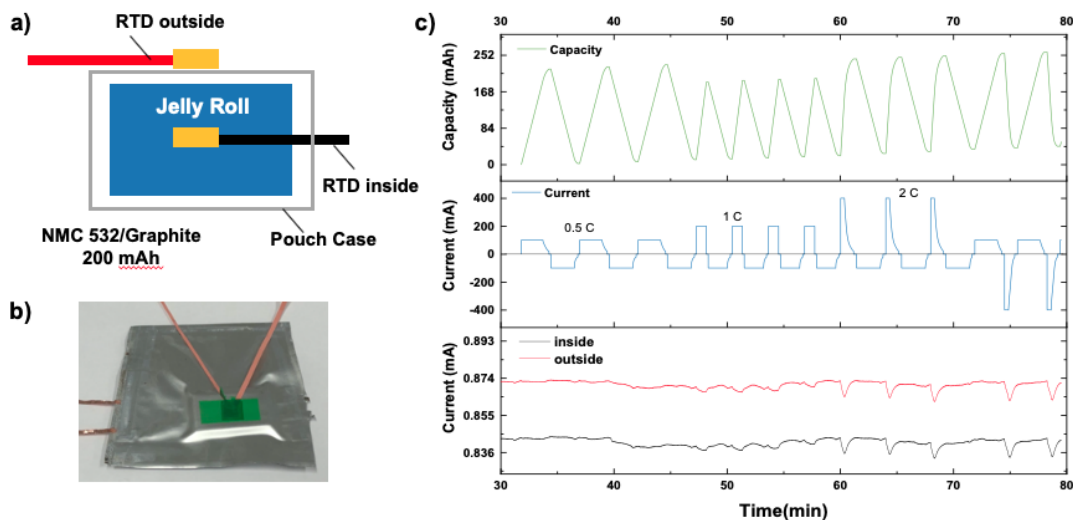 a)
RTD outside
Jelly Roll
RTD inside
Pouch Case
NMC 532/Graphite
200 mAh
b)
c)
30 40 50 60 70 80
Capacity (mAh)
252
168
84
0
Capacity
Current (mA)
400
200
0
-200
-400
Current
0.5 C
1 C
2 C
Current (mA)
0.893
0.874
0.855
0.836
inside
outside
30 40 50 60 70 80
Time(min)